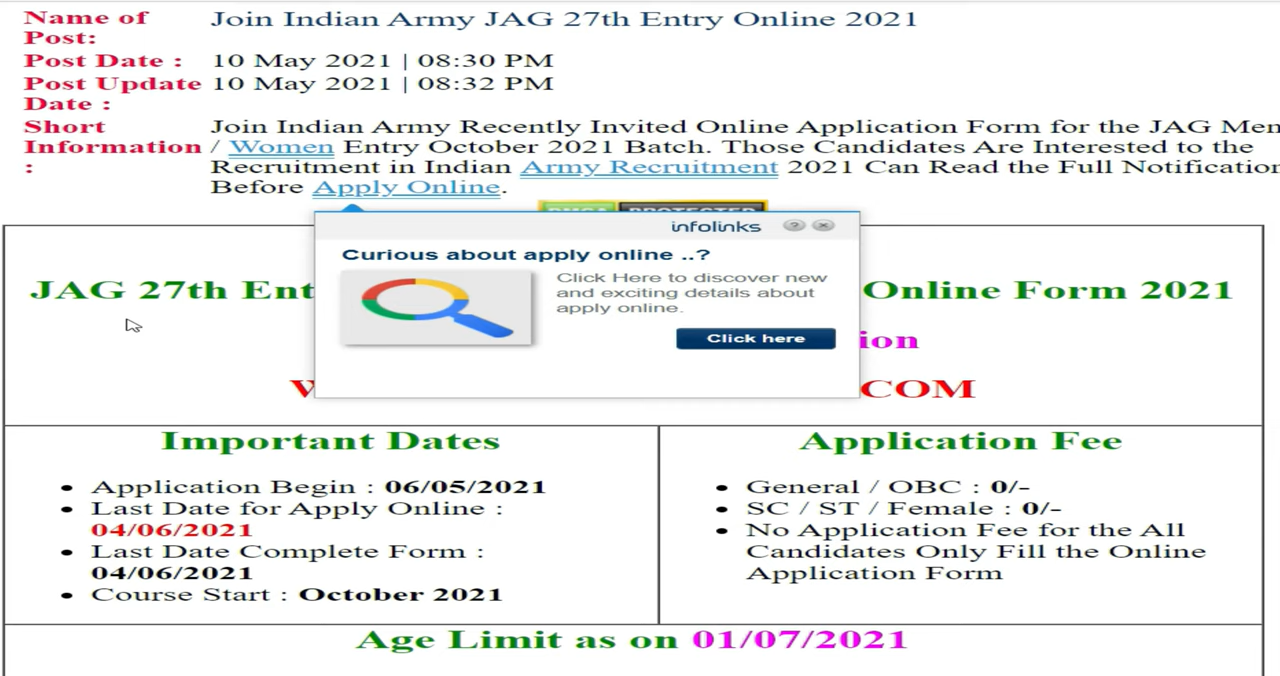 Name of Post:
Join Indian Army JAG 27th Entry Online 2021
Post Date :
10 May 2021 | 08:30 PM
Post Update Date :
10 May 2021 | 08:32 PM
Short Information :
Join Indian Army Recently Invited Online Application Form for the JAG Men
/ Women Entry October 2021 Batch. Those Candidates Are Interested to the
Recruitment in Indian Army Recruitment 2021 Can Read the Full Notification
Before Apply Online.
infolinks
Curious about apply online ..?
Click Here to discover new
and exciting details about
apply online.
Click here
JAG 27th Ent
Online Form 2021
ion
COM
Important Dates
Application Begin : 06/05/2021
Last Date for Apply Online :
04/06/2021
Last Date Complete Form :
04/06/2021
Course Start : October 2021
Application Fee
General / OBC : 0/-
SC / ST / Female : 0/-
No Application Fee for the All
Candidates Only Fill the Online
Application Form
Age Limit as on 01/07/2021